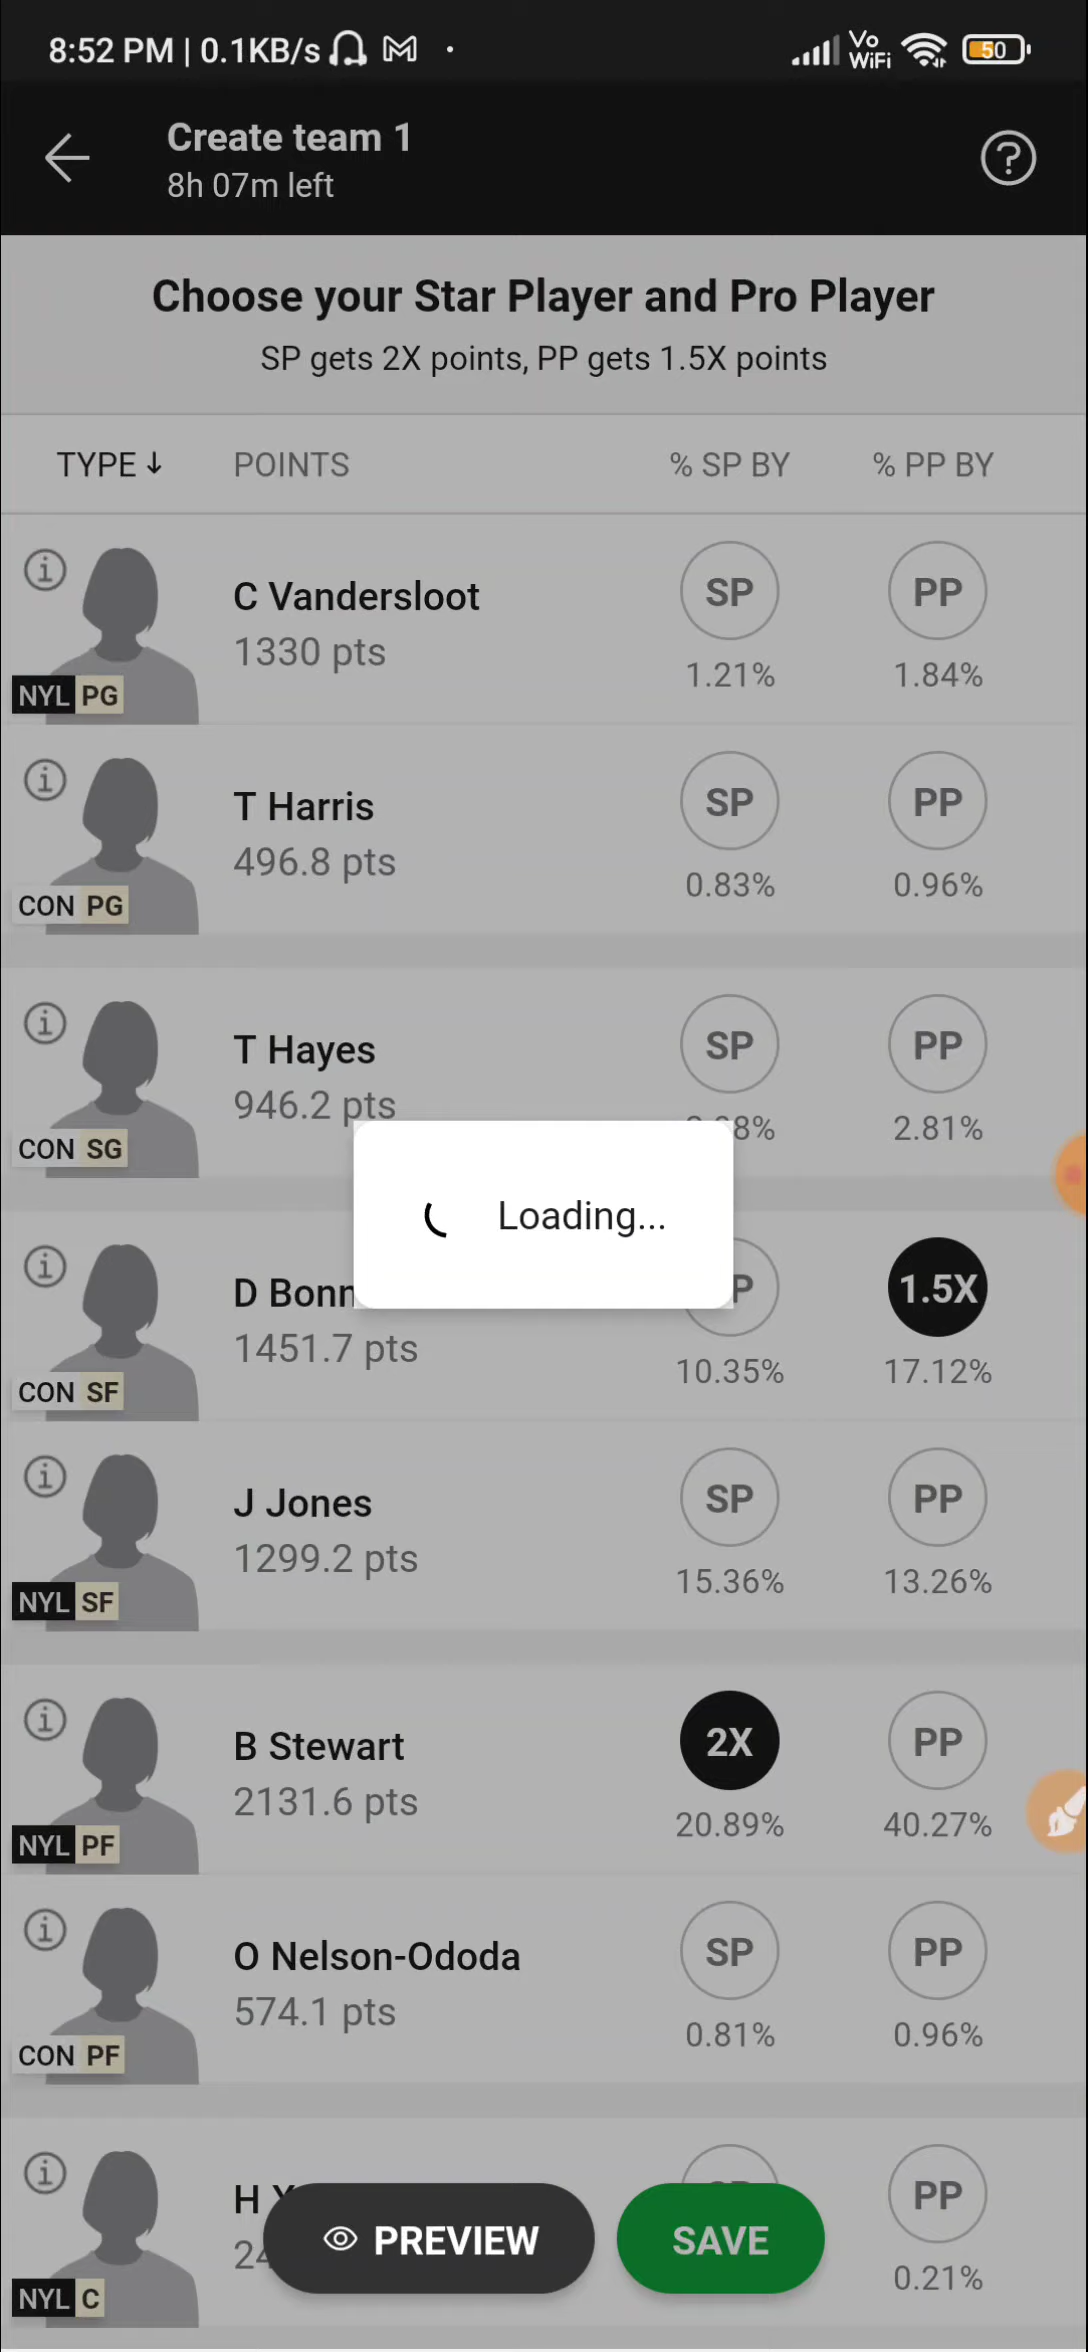 8:52 PM | 0.1KB/s
Vo
WiFi
50
Create team 1
8h 07m left
Choose your Star Player and Pro Player
SP gets 2X points, PP gets 1.5X points
TYPE POINTS % SP BY % PP BY
C Vandersloot
1330 pts
NYL PG
SP
1.21%
PP
1.84%
T Harris
496.8 pts
CON PG
SP
0.83%
PP
0.96%
T Hayes
946.2 pts
CON SG
SP
PP
2.81%
Loading...
D
1451.7 pts
CON SF
10.35%
1.5X
17.12%
J Jones
1299.2 pts
NYL SF
SP
15.36%
PP
13.26%
B Stewart
2131.6 pts
NYL PF
2X
20.89%
PP
40.27%
O Nelson-Ododa
574.1 pts
CON PF
SP
0.81%
PP
0.96%
H
NYL C
PP
0.21%
PREVIEW
SAVE